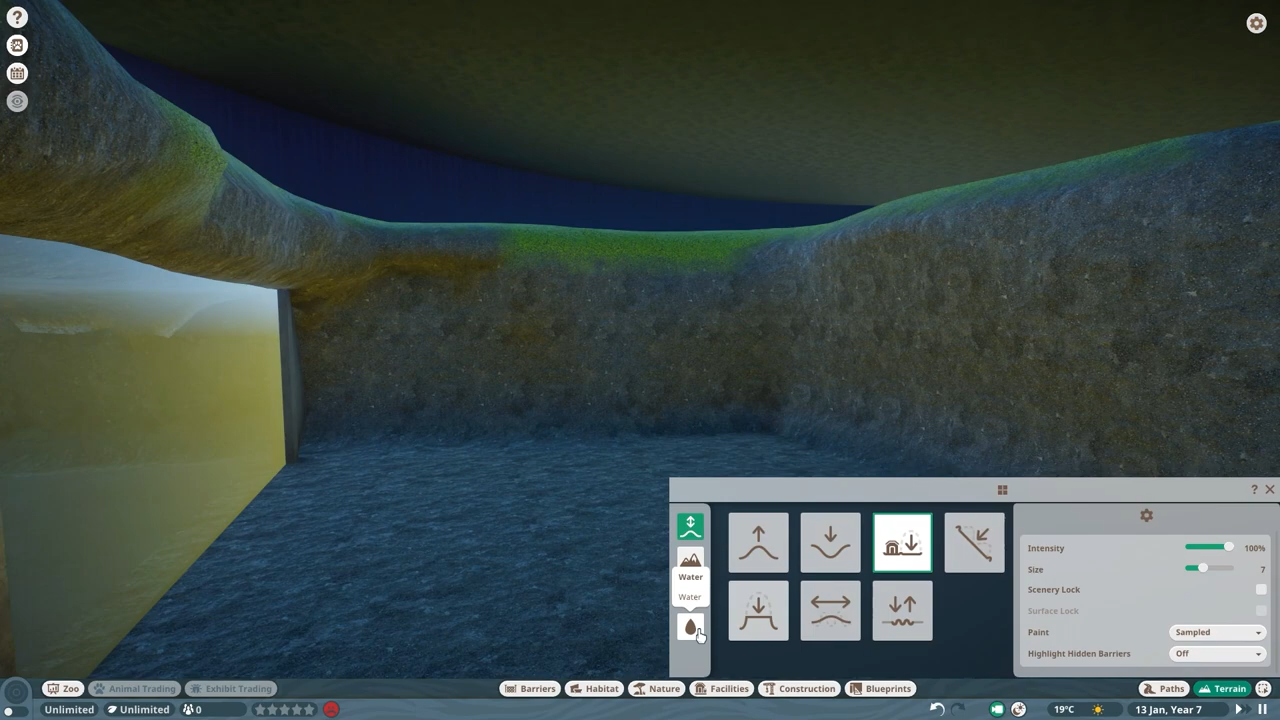 Water
Water
Intensity 100%
Size 7
Scenery Lock
Surface Lock
Paint Sampled
Highlight Hidden Barriers Off
Zoo Animal Trading Exhibit Trading Barriers Habitat Nature Facilities Construction Blueprints Paths Terrain
Unlimited Unlimited 0 19°C 13 Jan, Year 7